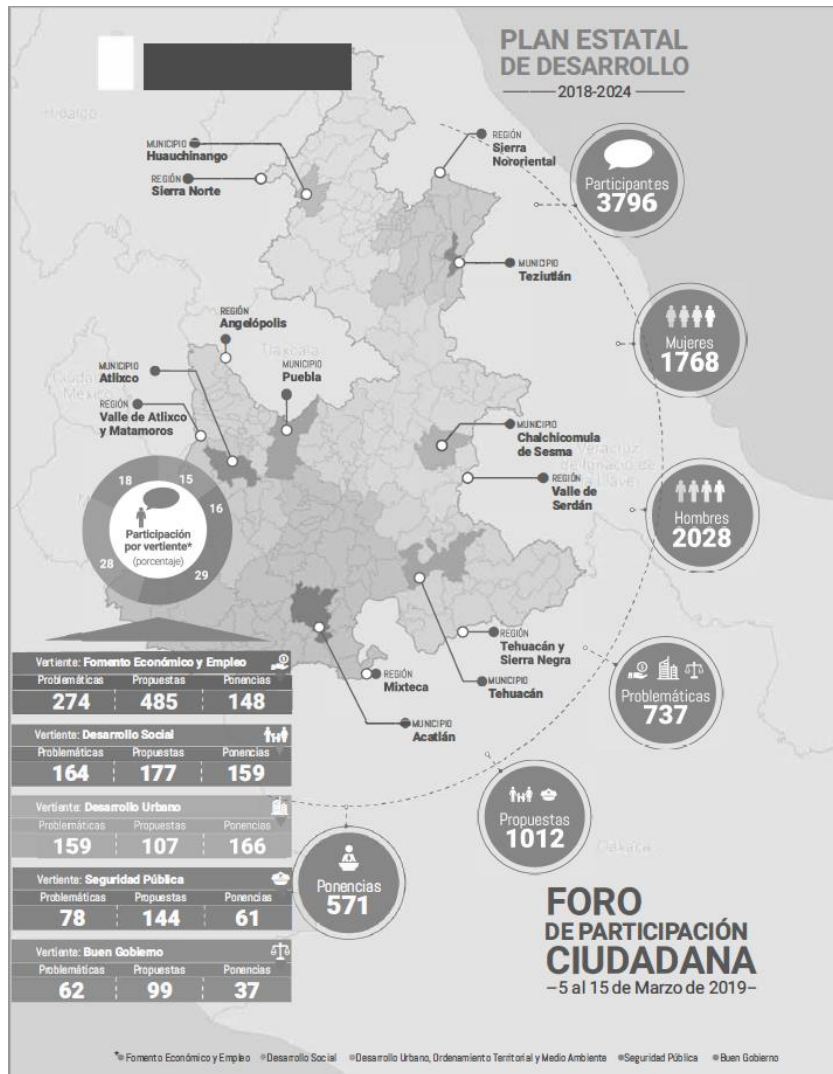 PLAN ESTATAL
DE DESARROLLO
2018-2024
Hidalgo
MUNICIPIO
Huauchinango
REGIÓN
Sierra Norte
REGIÓN
Sierra
Nororiental
Participantes
3796
MUNICIPIO
Teziutlán
REGIÓN
Angelópolis
Tlaxcala
Mujeres
1768
MUNICIPIO
Atlixco
MUNICIPIO
Puebla
REGIÓN
Valle de Atlixco
y Matamoros
MUNICIPIO
Chalchicomula
de Sesma
Veracruz
de Ignacio de
la Llave
REGIÓN
Valle de
Serdán
Hombres
2028
18
15
16
28
29
Participación
por vertiente*
(porcentaje)
REGIÓN
Tehuacán y
Sierra Negra
MUNICIPIO
Tehuacán
REGIÓN
Mixteca
MUNICIPIO
Acatlán
Problemáticas
737
Vertiente: Fomento Económico y Empleo
Problemáticas Propuestas Ponencias
274 485 148
Vertiente: Desarrollo Social
Problemáticas Propuestas Ponencias
164 177 159
Vertiente: Desarrollo Urbano
Problemáticas Propuestas Ponencias
159 107 166
Vertiente: Seguridad Pública
Problemáticas Propuestas Ponencias
78 144 61
Vertiente: Buen Gobierno
Problemáticas Propuestas Ponencias
62 99 37
Propuestas
1012
Oaxaca
Ponencias
571
FORO
DE PARTICIPACIÓN
CIUDADANA
–5 al 15 de Marzo de 2019–
*Fomento Económico y Empleo Desarrollo Social Desarrollo Urbano, Ordenamiento Territorial y Medio Ambiente Seguridad Pública Buen Gobierno